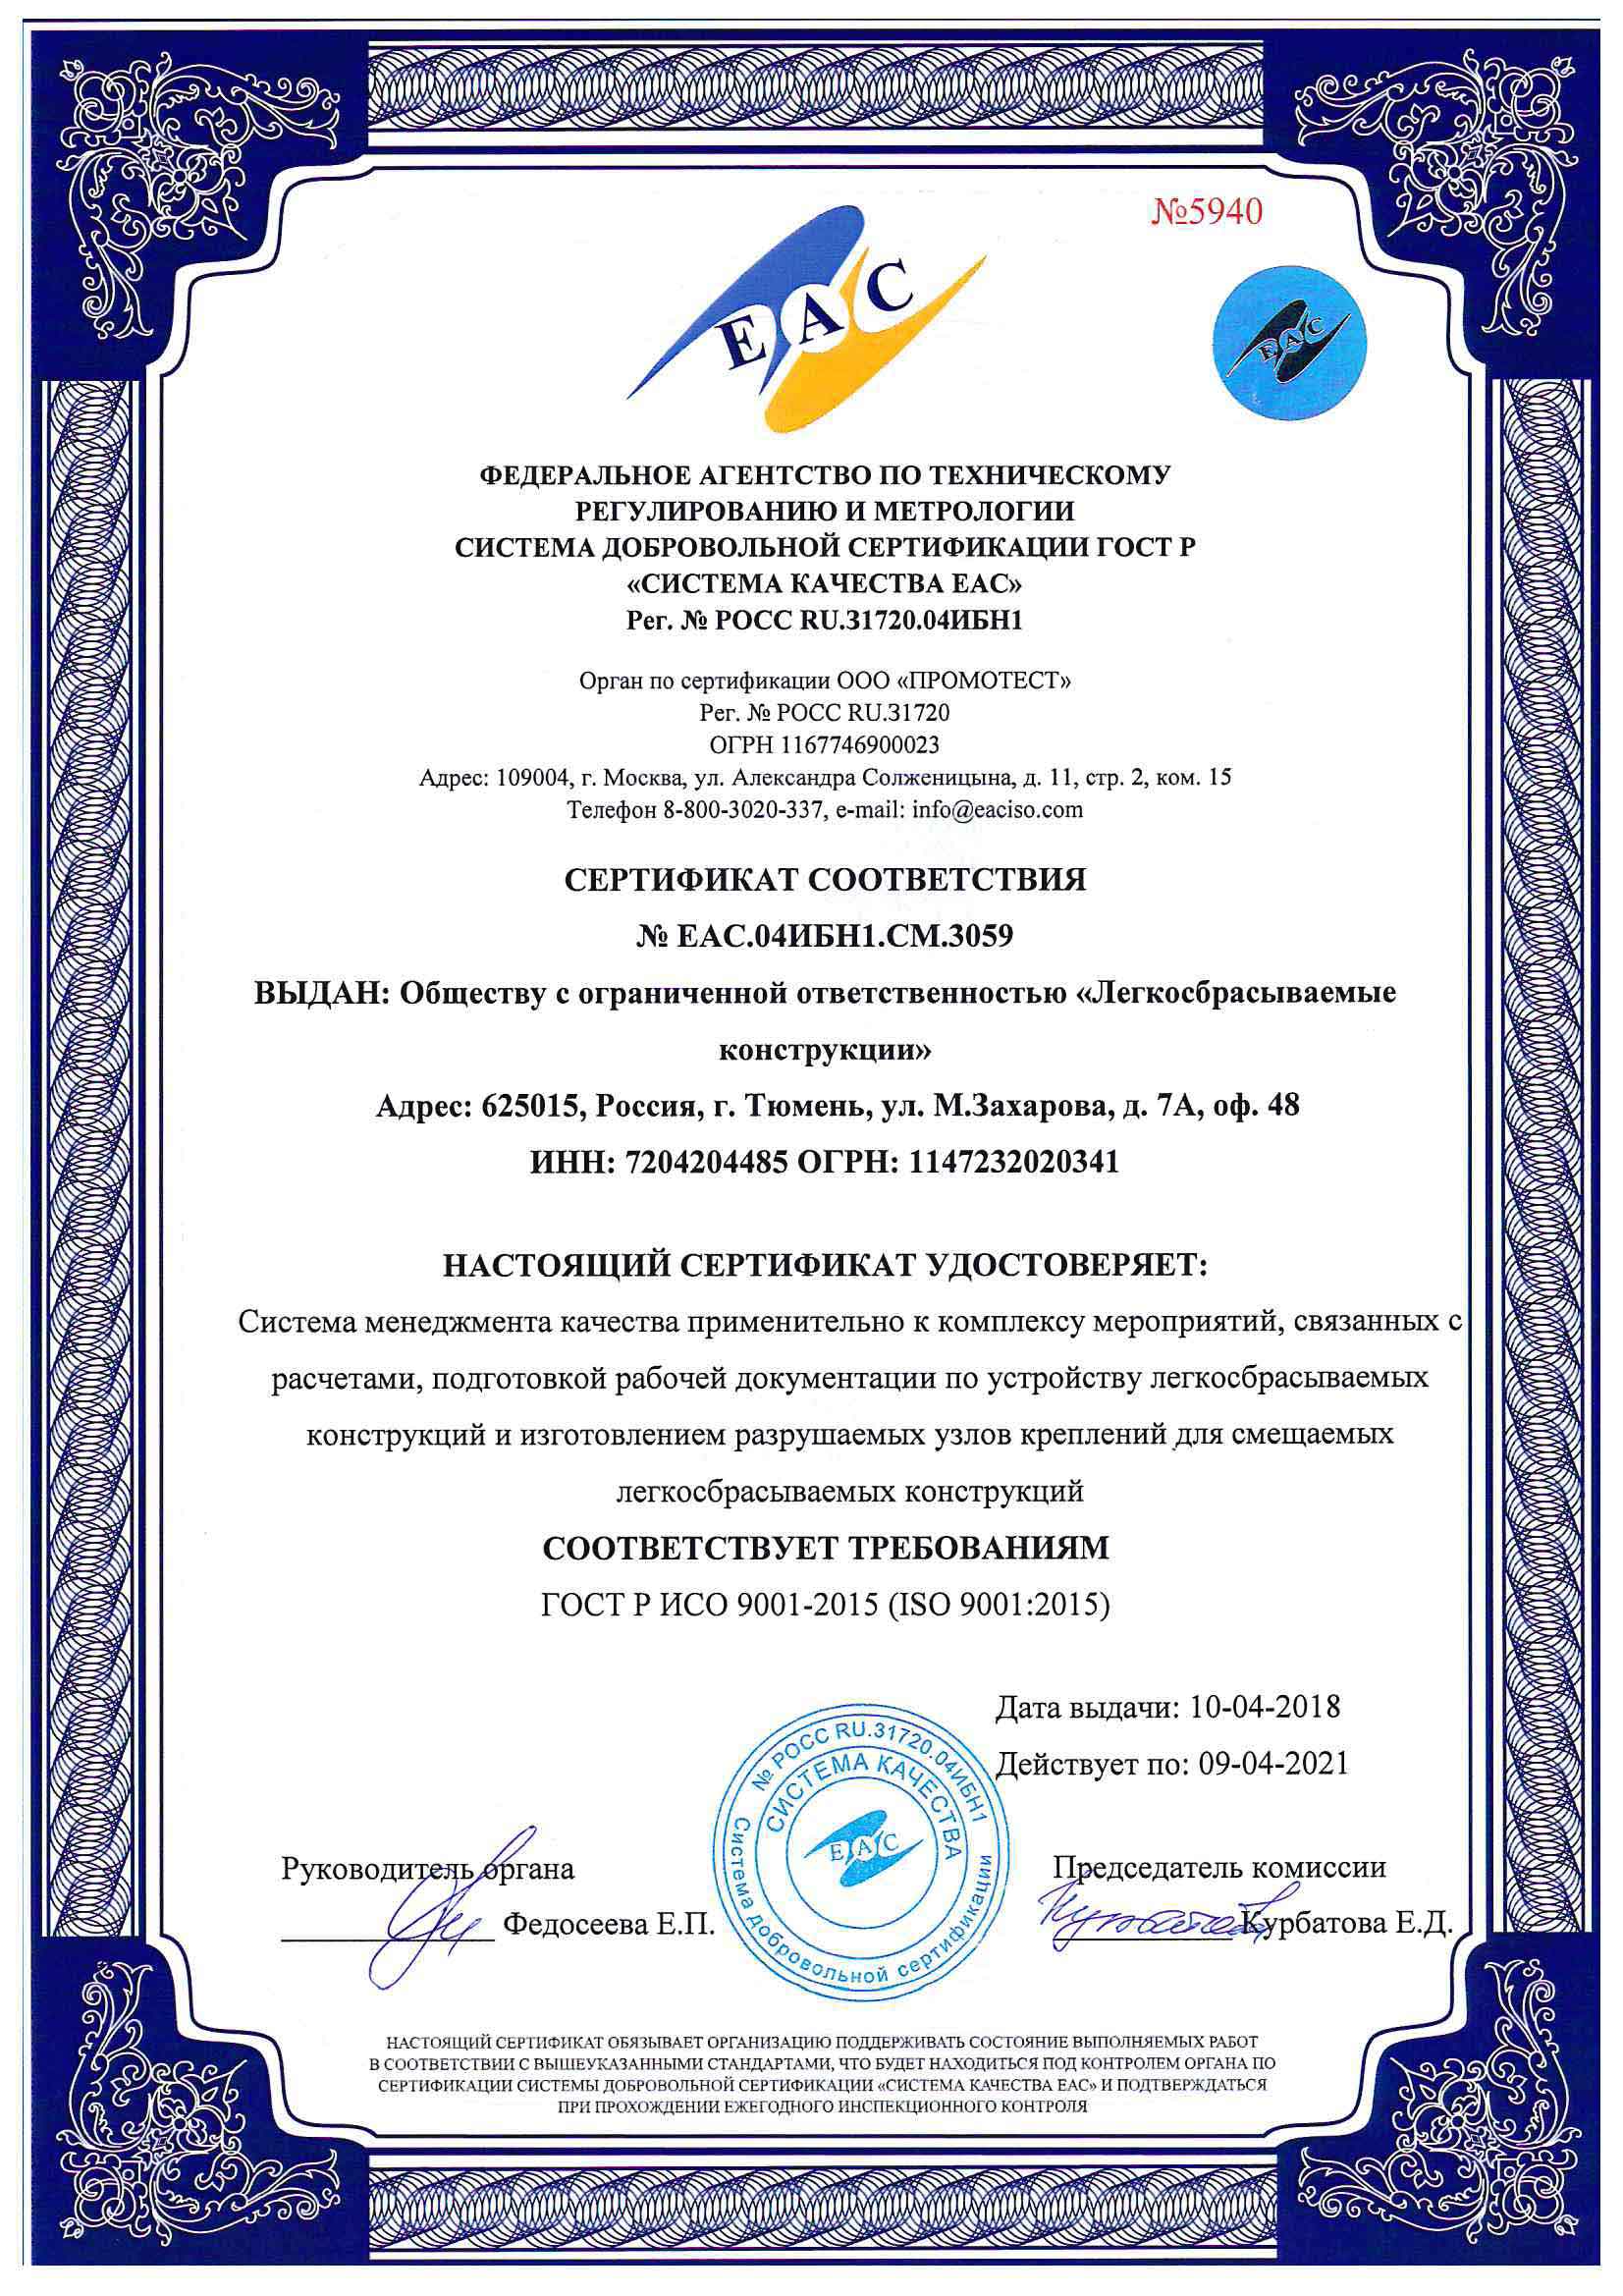 №5940
ЕАС
ЕАС
ФЕДЕРАЛЬНОЕ АГЕНТСТВО ПО ТЕХНИЧЕСКОМУ
РЕГУЛИРОВАНИЮ И МЕТРОЛОГИИ
СИСТЕМА ДОБРОВОЛЬНОЙ СЕРТИФИКАЦИИ ГОСТ Р
«СИСТЕМА КАЧЕСТВА ЕАС»
Рег. № РОСС RU.31720.04ИБН1
Орган по сертификации ООО «ПРОМОТЕСТ»
Рег. № РОСС RU.31720
ОГРН 1167746900023
Адрес: 109004, г. Москва, ул. Александра Солженицына, д. 11, стр. 2, ком. 15
Телефон 8-800-3020-337, e-mail: info@eaciso.com
СЕРТИФИКАТ СООТВЕТСТВИЯ
№ ЕАС.04ИБН1.СМ.3059
ВЫДАН: Обществу с ограниченной ответственностью «Легкосбрасываемые
конструкции»
Адрес: 625015, Россия, г. Тюмень, ул. М.Захарова, д. 7А, оф. 48
ИНН: 7204204485 ОГРН: 1147232020341
НАСТОЯЩИЙ СЕРТИФИКАТ УДОСТОВЕРЯЕТ:
Система менеджмента качества применительно к комплексу мероприятий, связанных с
расчетами, подготовкой рабочей документации по устройству легкосбрасываемых
конструкций и изготовлением разрушаемых узлов креплений для смещаемых
легкосбрасываемых конструкций
СООТВЕТСТВУЕТ ТРЕБОВАНИЯМ
ГОСТ Р ИСО 9001-2015 (ISO 9001:2015)
Дата выдачи: 10-04-2018
Действует по: 09-04-2021
№ РОСС RU.31720.04ИБН1
СИСТЕМА КАЧЕСТВА
ЕАС
Система добровольной сертификации
Руководитель органа
Федосеева Е.П.
Председатель комиссии
Курбатова Е.Д.
НАСТОЯЩИЙ СЕРТИФИКАТ ОБЯЗЫВАЕТ ОРГАНИЗАЦИЮ ПОДДЕРЖИВАТЬ СОСТОЯНИЕ ВЫПОЛНЯЕМЫХ РАБОТ
В СООТВЕТСТВИИ С ВЫШЕУКАЗАННЫМИ СТАНДАРТАМИ, ЧТО БУДЕТ НАХОДИТЬСЯ ПОД КОНТРОЛЕМ ОРГАНА ПО
СЕРТИФИКАЦИИ СИСТЕМЫ ДОБРОВОЛЬНОЙ СЕРТИФИКАЦИИ «СИСТЕМА КАЧЕСТВА ЕАС» И ПОДТВЕРЖДАТЬСЯ
ПРИ ПРОХОЖДЕНИИ ЕЖЕГОДНОГО ИНСПЕКЦИОННОГО КОНТРОЛЯ